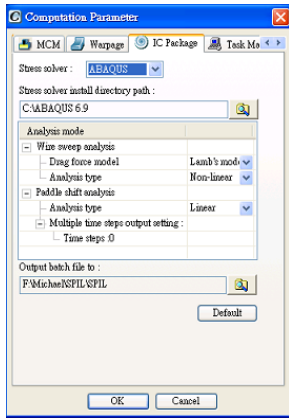 Computation Parameter
MCM Warpage IC Package Task Mo
Stress solver : ABAQUS
Stress solver install directory path :
C:\ABAQUS 6.9
Analysis mode
Wire sweep analysis
Drag force model Lamb's mode
Analysis type Non-linear
Paddle shift analysis
Analysis type Linear
Multiple time steps output setting :
Time steps :0
Output batch file to :
F:\Michael\SPIL\SPIL
Default
OK Cancel